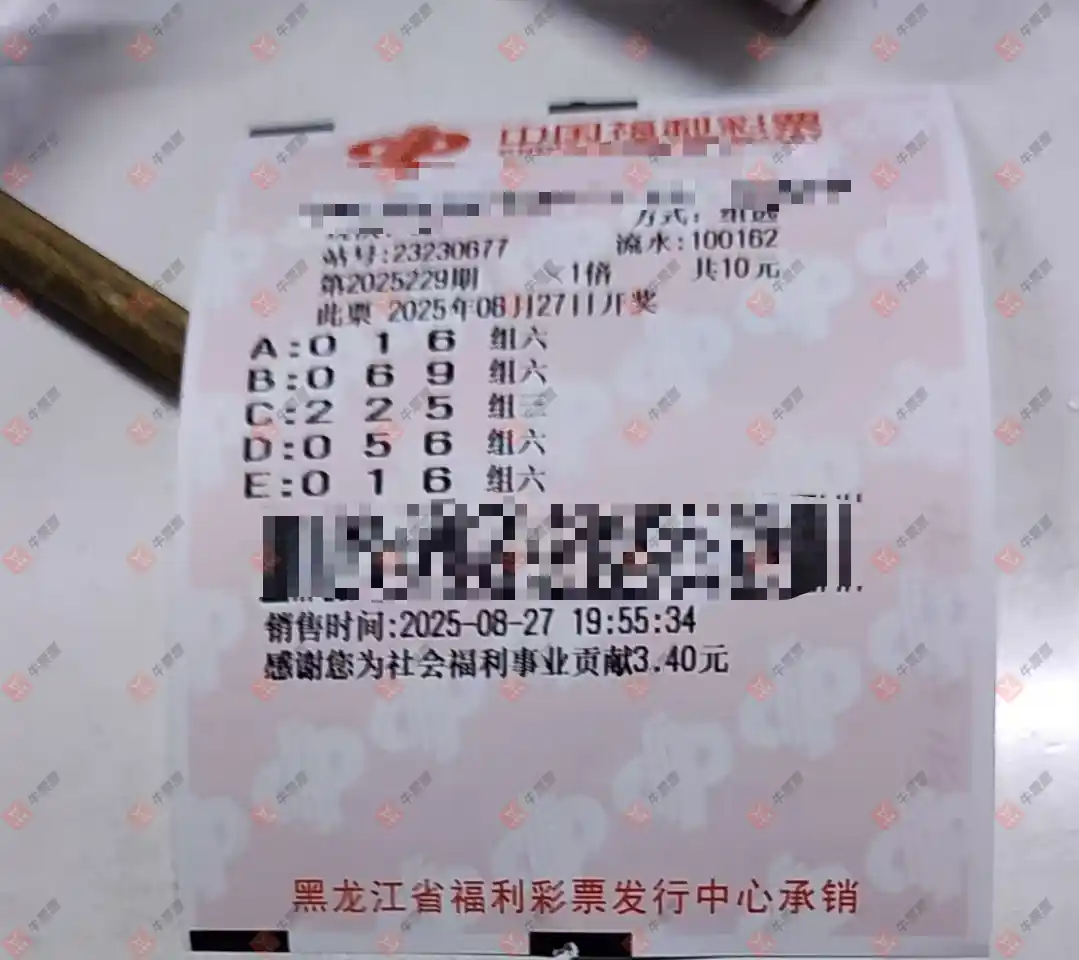 中国福利彩票
方式：组选
站号:23230677 流水:100162
第2025229期 ×1倍 共10元
此票 2025年08月27日开奖
A:0 1 6 组六
B:0 6 9 组六
C:2 2 5 组三
D:0 5 6 组六
E:0 1 6 组六
销售时间:2025-08-27 19:55:34
感谢您为社会福利事业贡献3.40元
黑龙江省福利彩票发行中心承销
牛票票